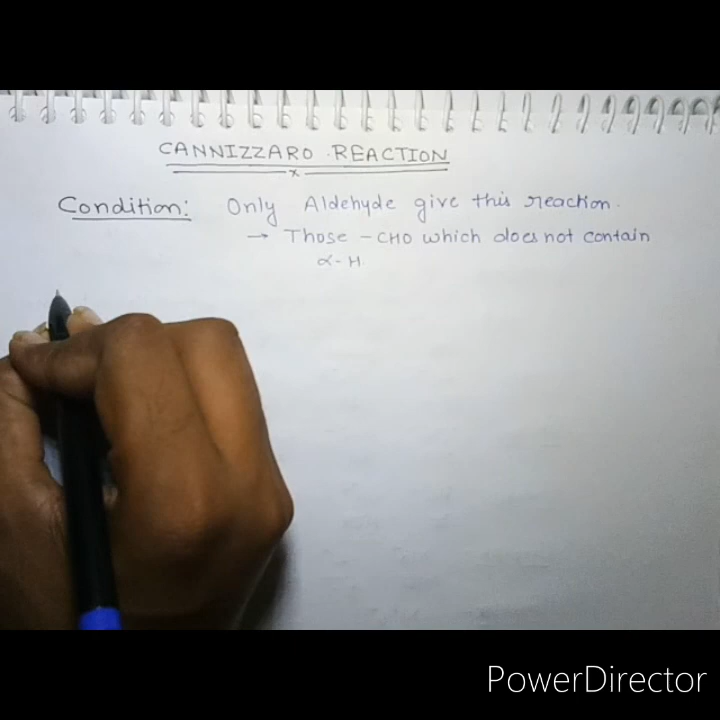 CANNIZZARO REACTION
x
Condition: Only Aldehyde give this reaction.
→ Those -CHO which does not contain
α-H
PowerDirector